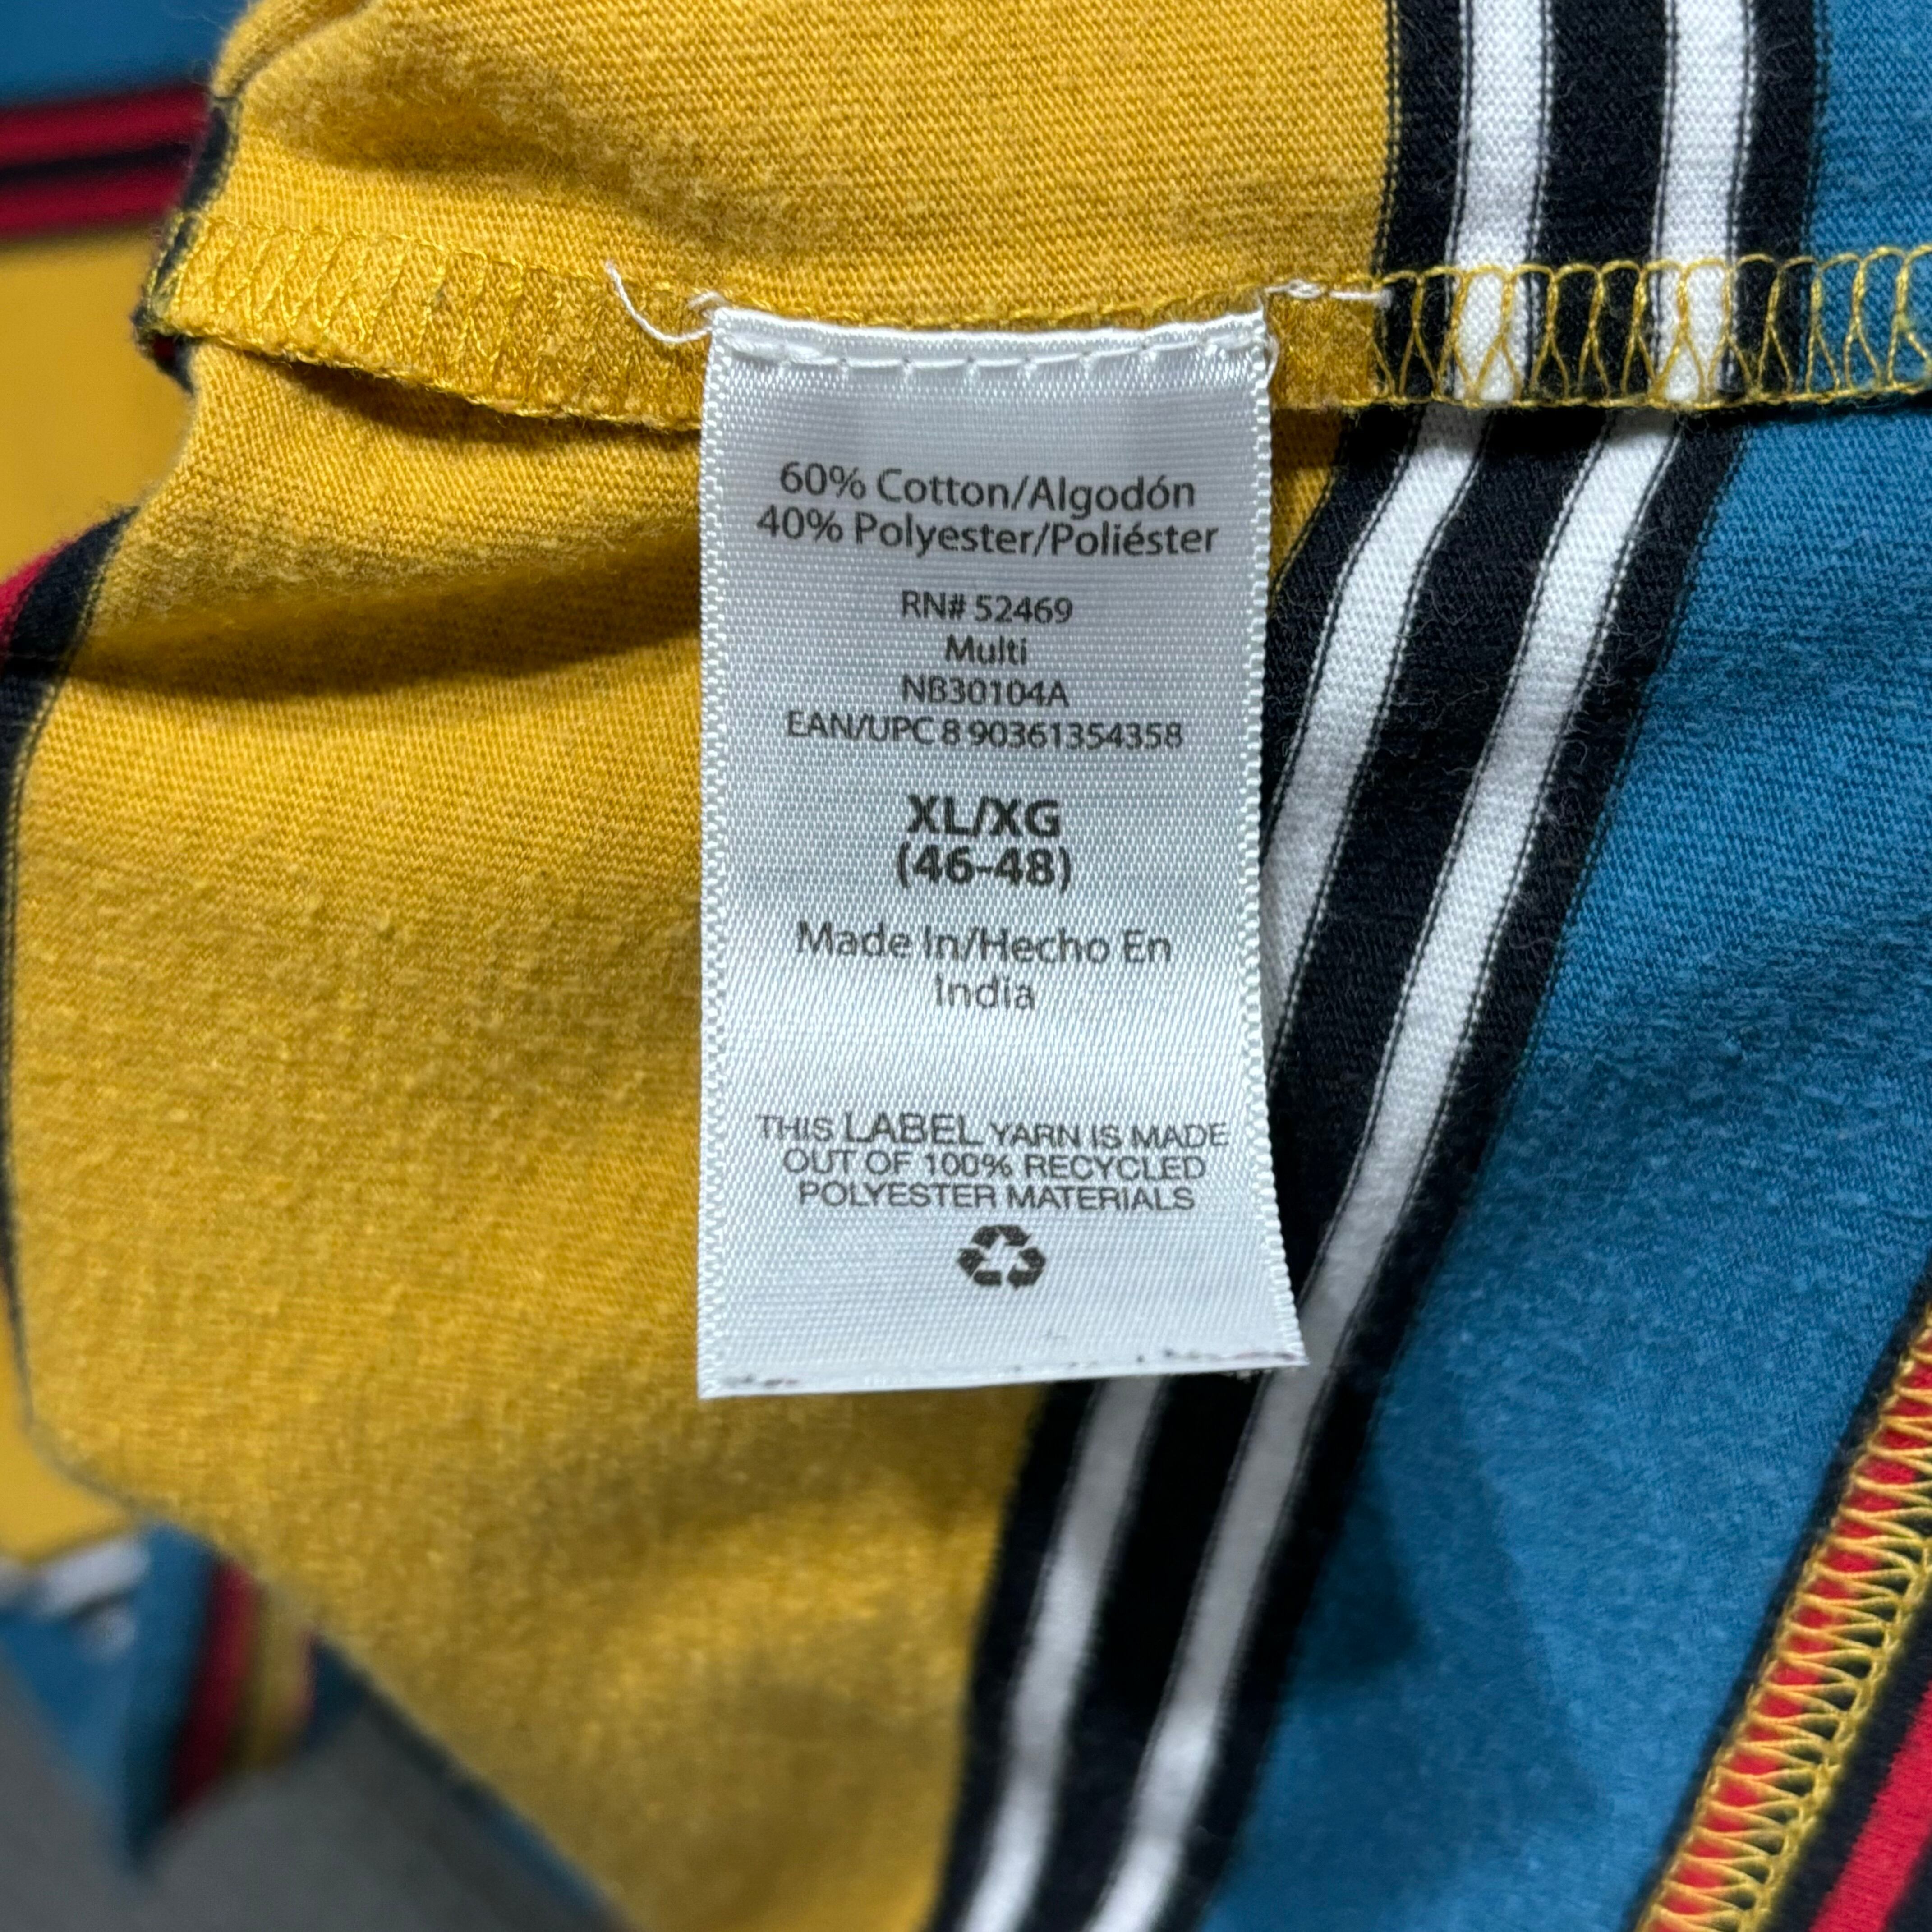 60% Cotton/Algodón
40% Polyester/Poliéster
RN# 52469
Multi
NB30104A
EAN/UPC 8 90361354358
XL/XG
(46-48)
Made In/Hecho En
India
THIS LABEL YARN IS MADE
OUT OF 100% RECYCLED
POLYESTER MATERIALS